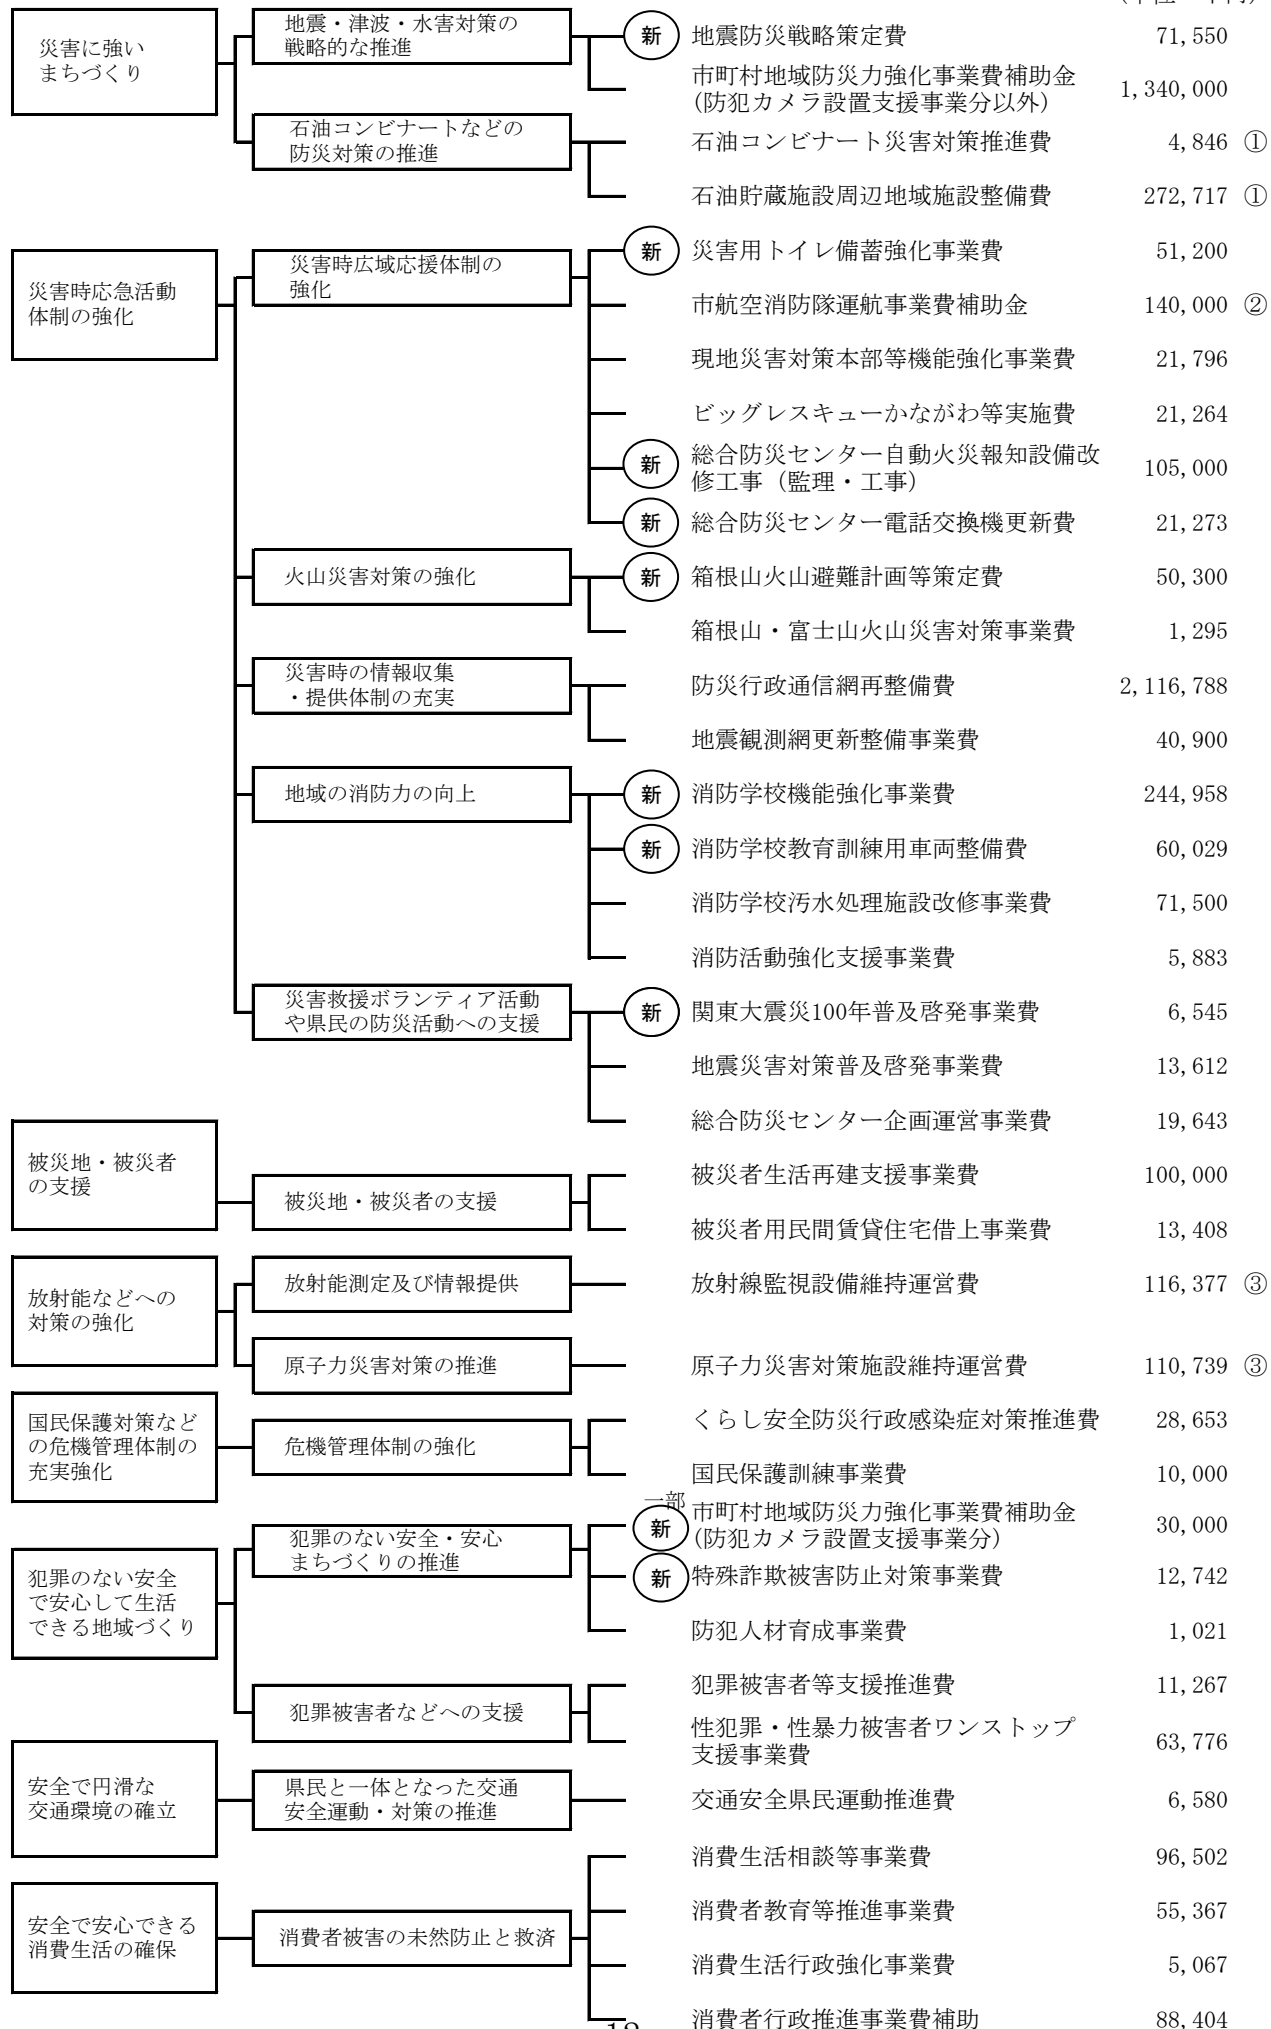 災害に強い
まちづくり
地震・津波・水害対策の
戦略的な推進
新 地震防災戦略策定費 71,550
市町村地域防災力強化事業費補助金
(防犯カメラ設置支援事業分以外) 1,340,000
石油コンビナートなどの
防災対策の推進
石油コンビナート災害対策推進費 4,846 ①
石油貯蔵施設周辺地域施設整備費 272,717 ①
災害時応急活動
体制の強化
災害時広域応援体制の
強化
新 災害用トイレ備蓄強化事業費 51,200
市航空消防隊運航事業費補助金 140,000 ②
現地災害対策本部等機能強化事業費 21,796
ビッグレスキューかながわ等実施費 21,264
新 総合防災センター自動火災報知設備改
修工事（監理・工事） 105,000
新 総合防災センター電話交換機更新費 21,273
火山災害対策の強化
新 箱根山火山避難計画等策定費 50,300
箱根山・富士山火山災害対策事業費 1,295
災害時の情報収集
・提供体制の充実
防災行政通信網再整備費 2,116,788
地震観測網更新整備事業費 40,900
地域の消防力の向上
新 消防学校機能強化事業費 244,958
新 消防学校教育訓練用車両整備費 60,029
消防学校汚水処理施設改修事業費 71,500
消防活動強化支援事業費 5,883
災害救援ボランティア活動
や県民の防災活動への支援
新 関東大震災100年普及啓発事業費 6,545
地震災害対策普及啓発事業費 13,612
総合防災センター企画運営事業費 19,643
被災地・被災者
の支援
被災地・被災者の支援
被災者生活再建支援事業費 100,000
被災者用民間賃貸住宅借上事業費 13,408
放射能などへの
対策の強化
放射能測定及び情報提供
放射線監視設備維持運営費 116,377 ③
原子力災害対策の推進
原子力災害対策施設維持運営費 110,739 ③
国民保護対策など
の危機管理体制の
充実強化
危機管理体制の強化
くらし安全防災行政感染症対策推進費 28,653
国民保護訓練事業費 10,000
犯罪のない安全
で安心して生活
できる地域づくり
犯罪のない安全・安心
まちづくりの推進
一部
新 市町村地域防災力強化事業費補助金
(防犯カメラ設置支援事業分) 30,000
新 特殊詐欺被害防止対策事業費 12,742
防犯人材育成事業費 1,021
犯罪被害者などへの支援
犯罪被害者等支援推進費 11,267
性犯罪・性暴力被害者ワンストップ
支援事業費 63,776
安全で円滑な
交通環境の確立
県民と一体となった交通
安全運動・対策の推進
交通安全県民運動推進費 6,580
安全で安心できる
消費生活の確保
消費者被害の未然防止と救済
消費生活相談等事業費 96,502
消費者教育等推進事業費 55,367
消費生活行政強化事業費 5,067
消費者行政推進事業費補助 88,404